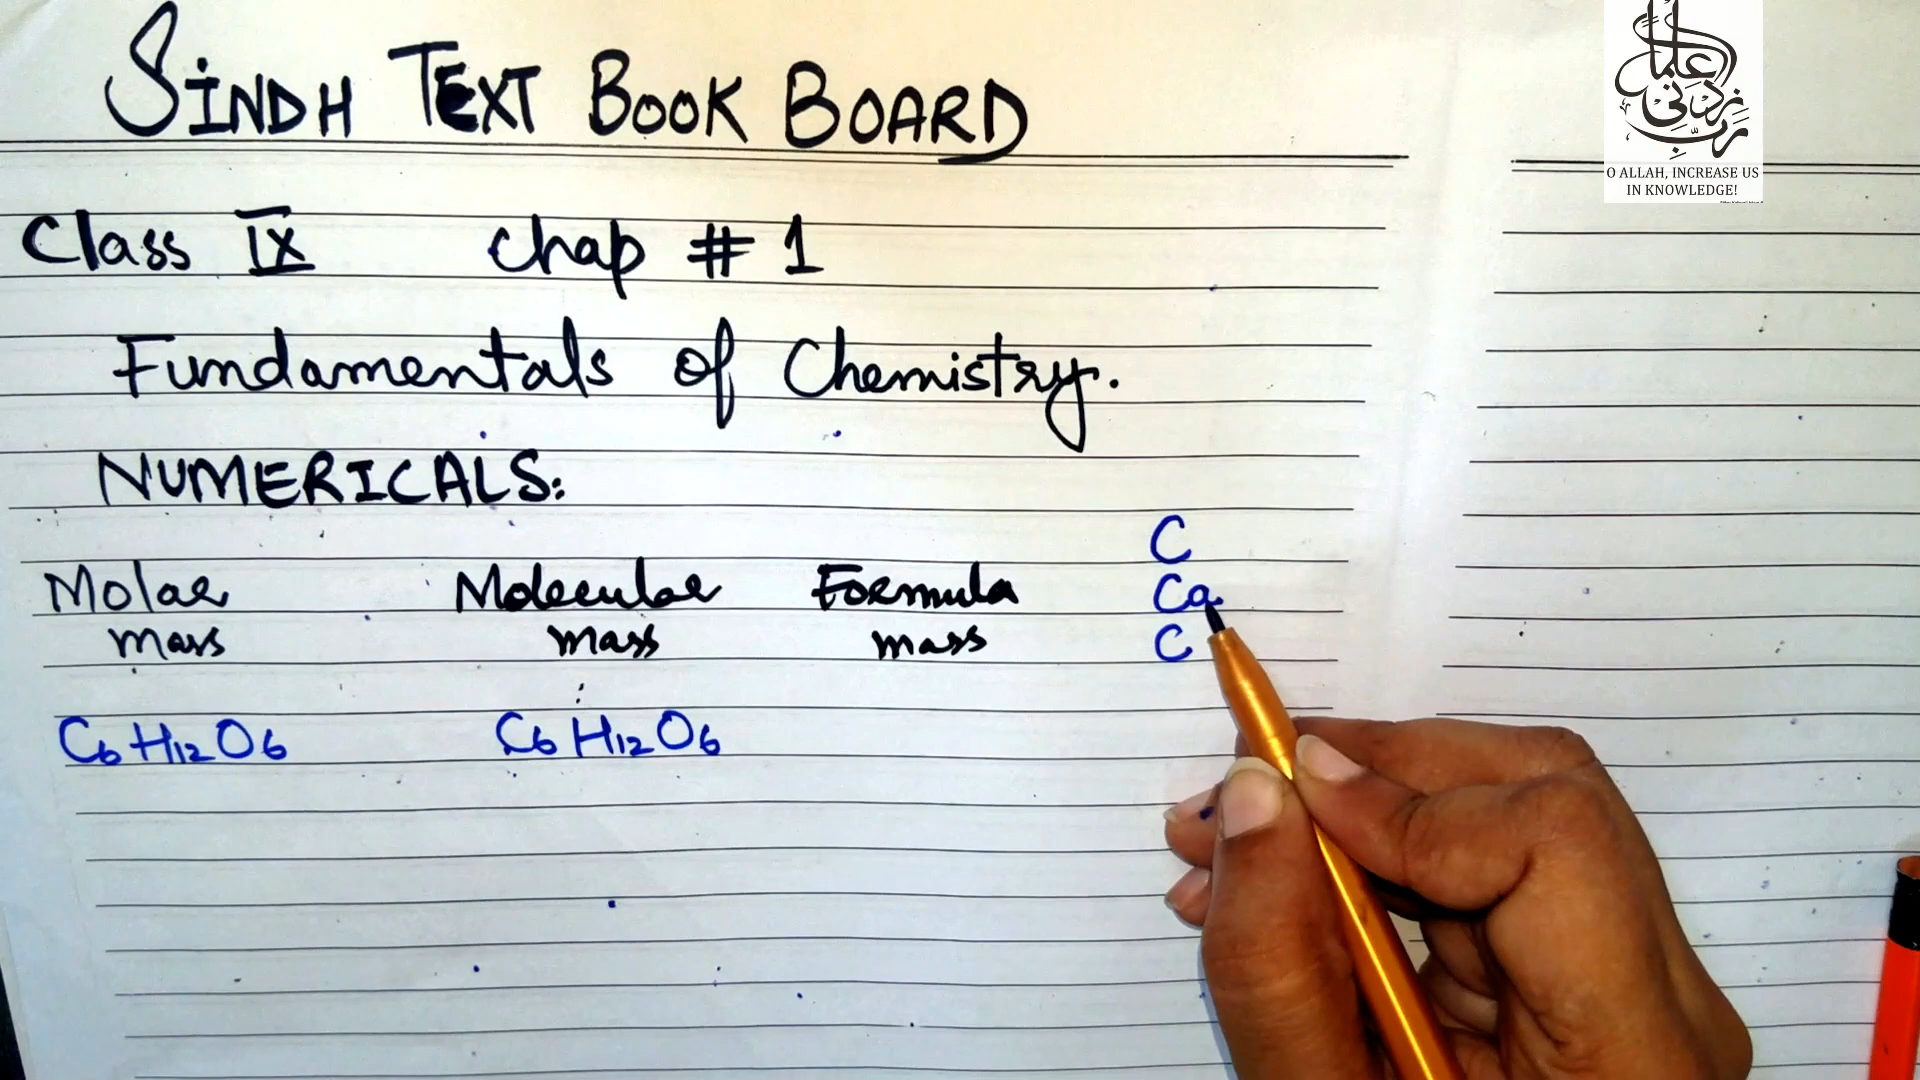 SINDH TEXT BOOK BOARD
رَبِّ زِدْنِي عِلْمًا
O ALLAH, INCREASE US
IN KNOWLEDGE!
Class IX Chap # 1
Fundamentals of Chemistry.
NUMERICALS:
Molar mass
Molecular mass
Formula mass
C
Ca
C
C6H12O6 C6H12O6